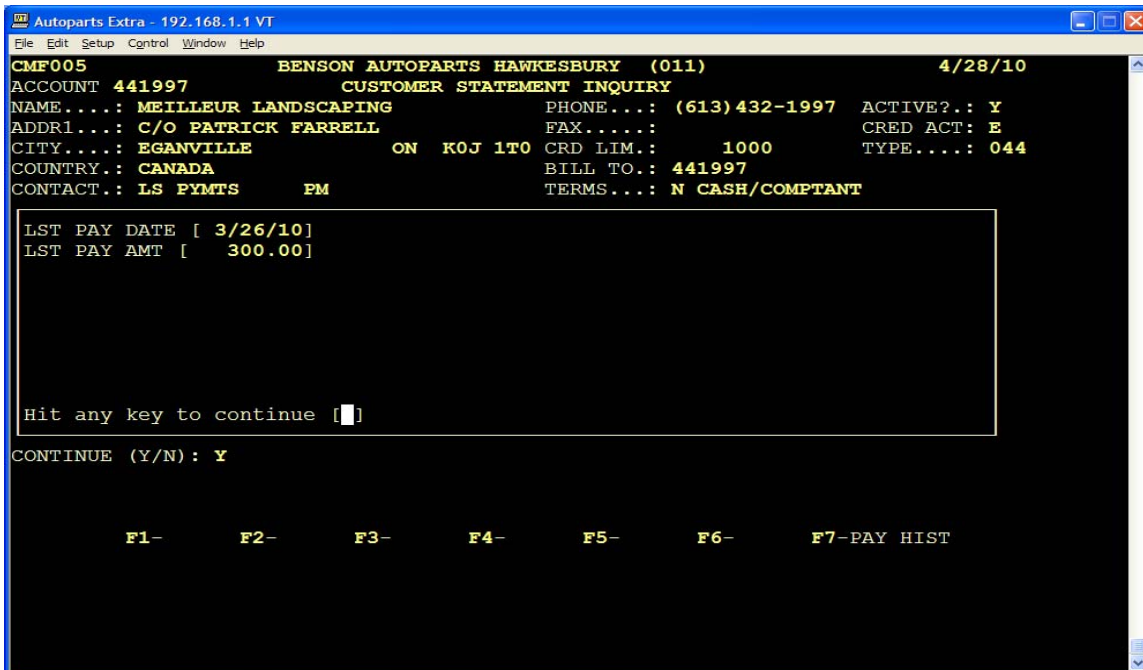 Autoparts Extra - 192.168.1.1 VT
File Edit Setup Control Window Help
CMF005 BENSON AUTOPARTS HAWKESBURY (011) 4/28/10
ACCOUNT 441997 CUSTOMER STATEMENT INQUIRY
NAME....: MEILLEUR LANDSCAPING PHONE...: (613)432-1997 ACTIVE?.: Y
ADDR1...: C/O PATRICK FARRELL FAX.....: CRED ACT: E
CITY....: EGANVILLE ON K0J 1T0 CRD LIM.: 1000 TYPE....: 044
COUNTRY.: CANADA BILL TO.: 441997
CONTACT.: LS PYMTS PM TERMS...: N CASH/COMPTANT
LST PAY DATE [ 3/26/10]
LST PAY AMT [ 300.00]
Hit any key to continue [ ]
CONTINUE (Y/N): Y
F1- F2- F3- F4- F5- F6- F7-PAY HIST